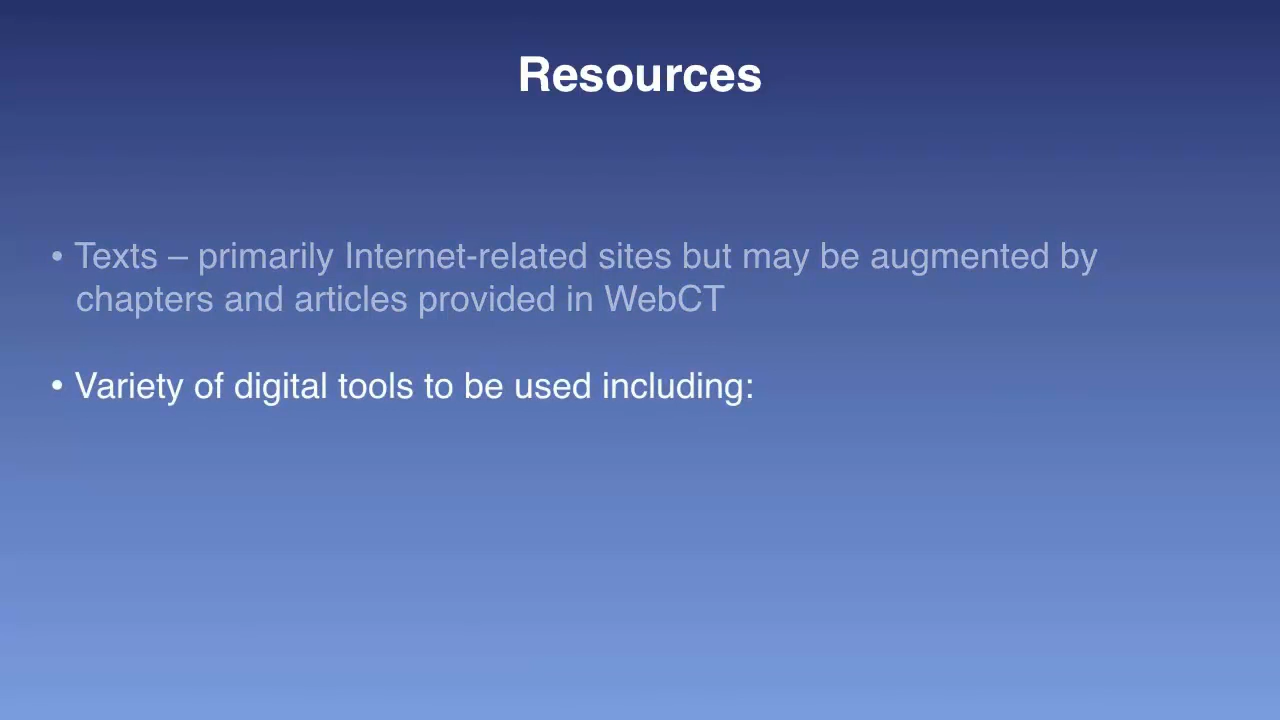 Resources
• Texts – primarily Internet-related sites but may be augmented by
chapters and articles provided in WebCT
• Variety of digital tools to be used including: